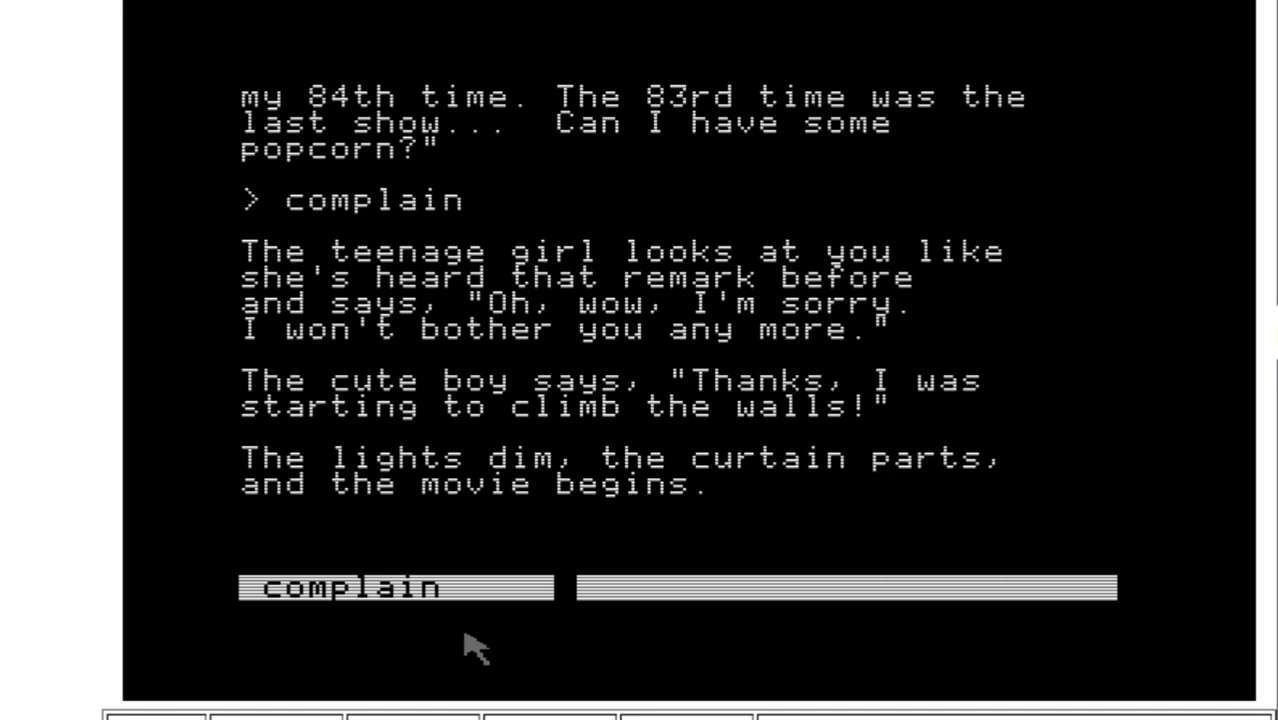 my 84th time. The 83rd time was the
last show... Can I have some
popcorn?"
> complain
The teenage girl looks at you like
she's heard that remark before
and says, "Oh, wow, I'm sorry.
I won't bother you any more."
The cute boy says, "Thanks, I was
starting to climb the walls!"
The lights dim, the curtain parts,
and the movie begins.
complain